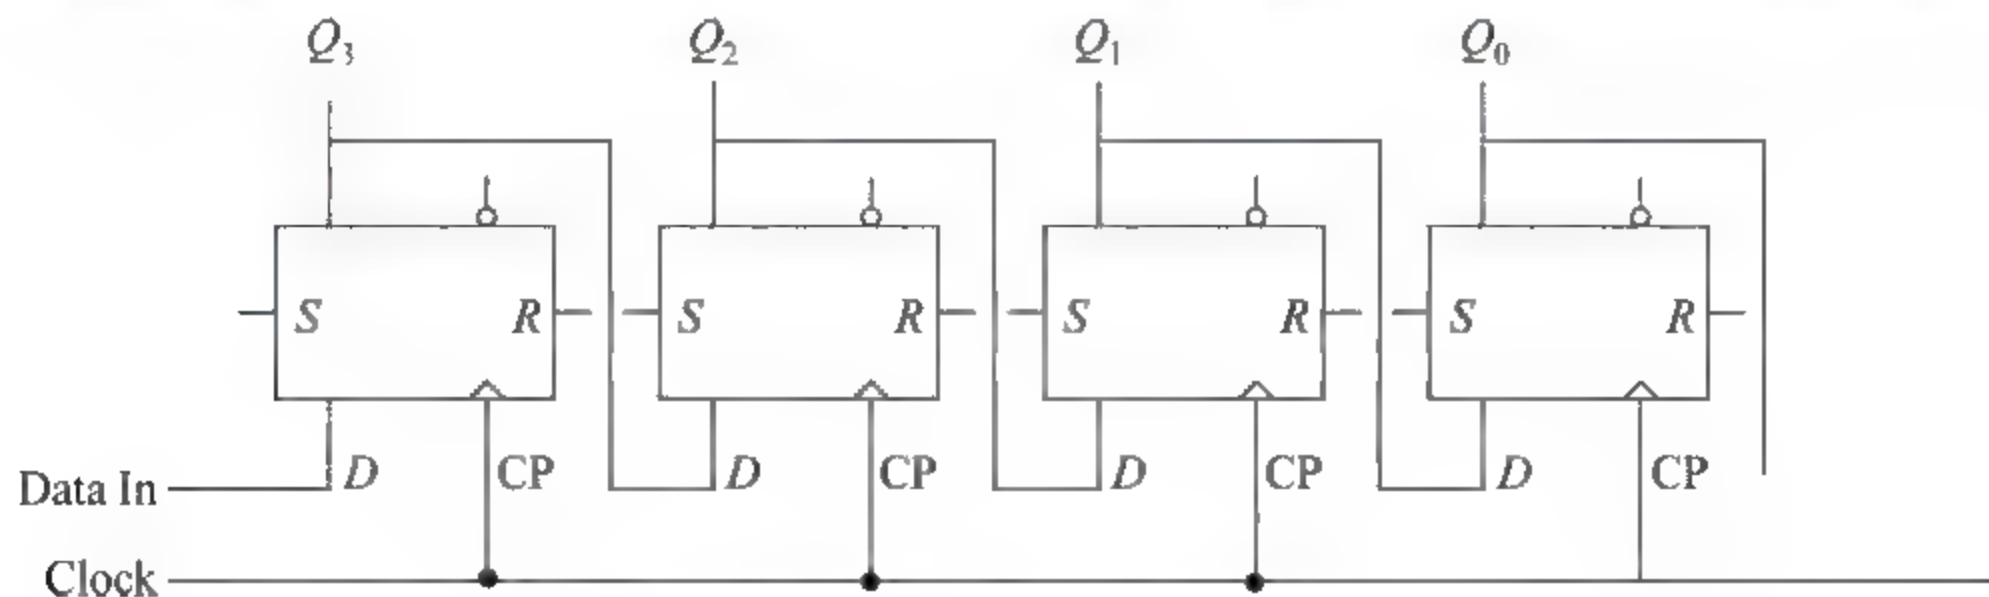 Q₃ Q₂ Q₁ Q₀
S R S R S R S R
D CP D CP D CP D CP
Data In
Clock